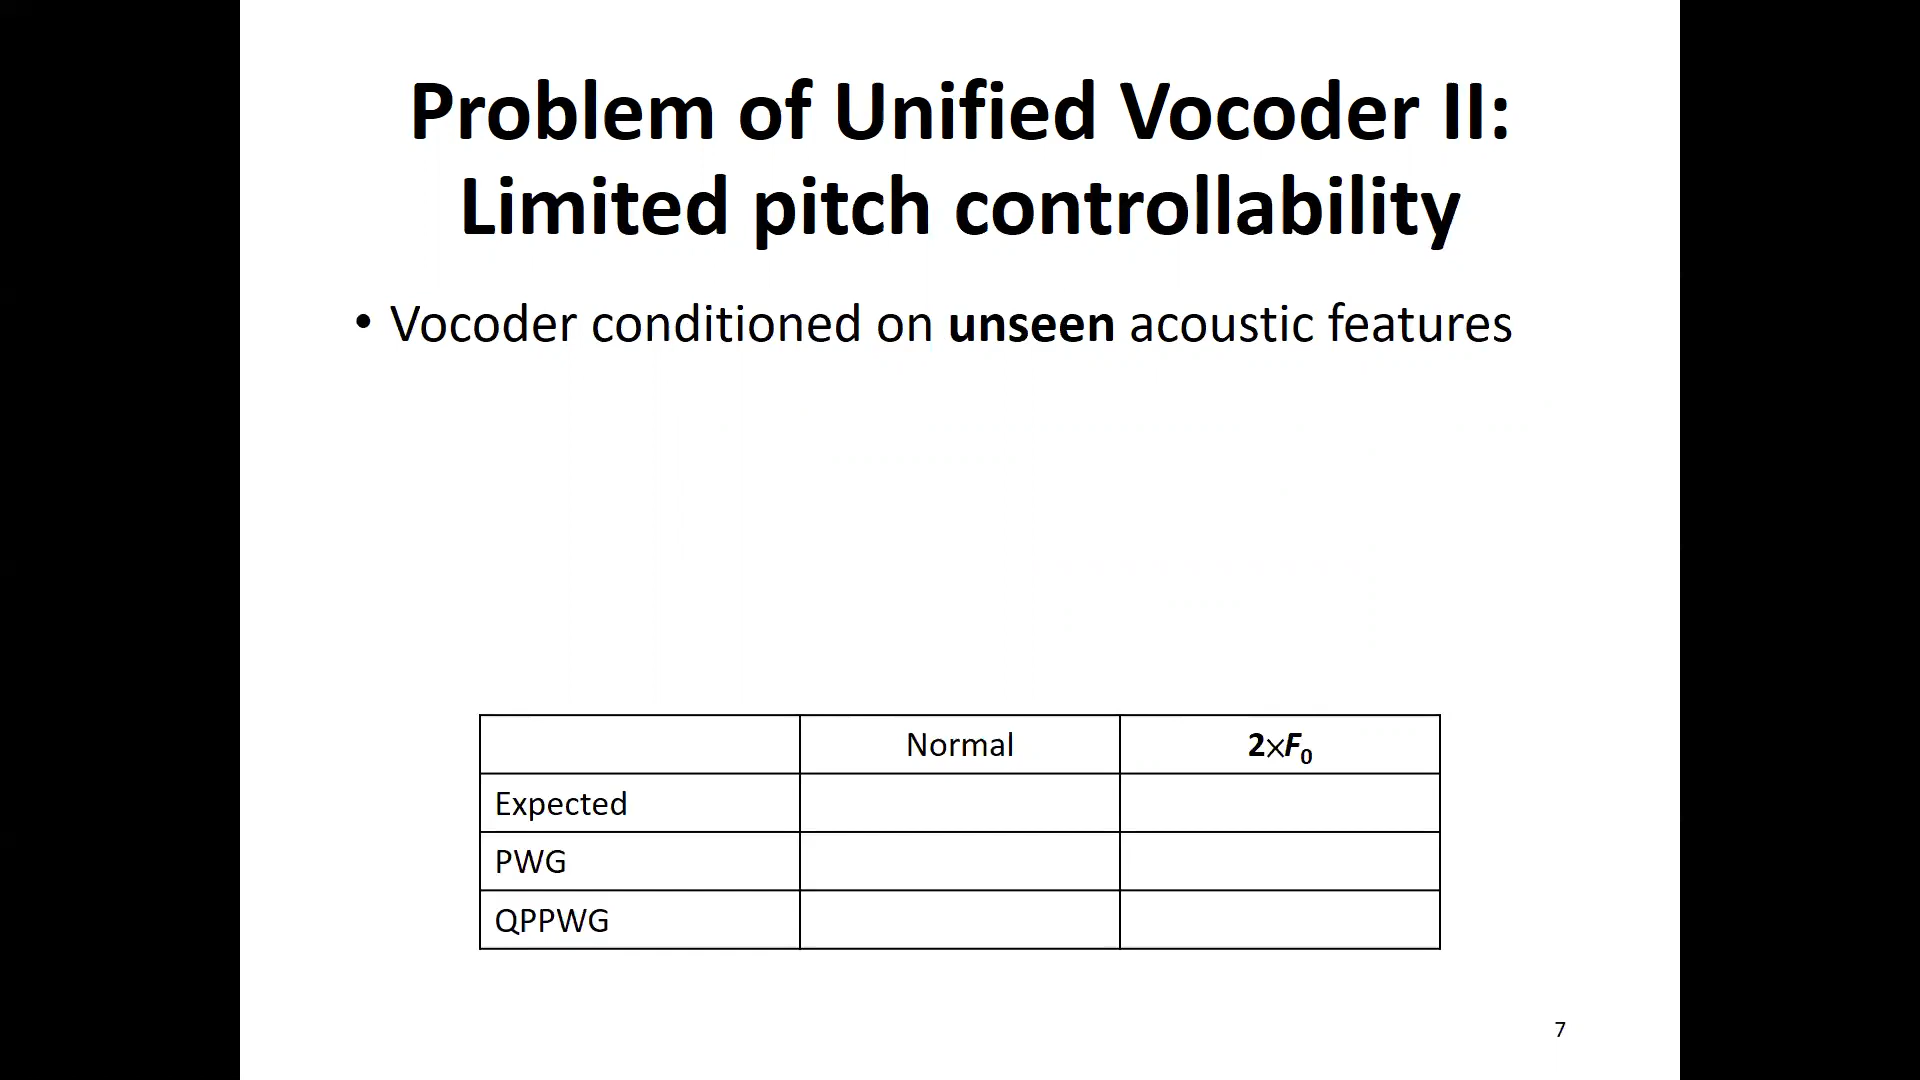 Problem of Unified Vocoder II:
Limited pitch controllability
• Vocoder conditioned on unseen acoustic features
Normal 2×F₀
Expected
PWG
QPPWG
7